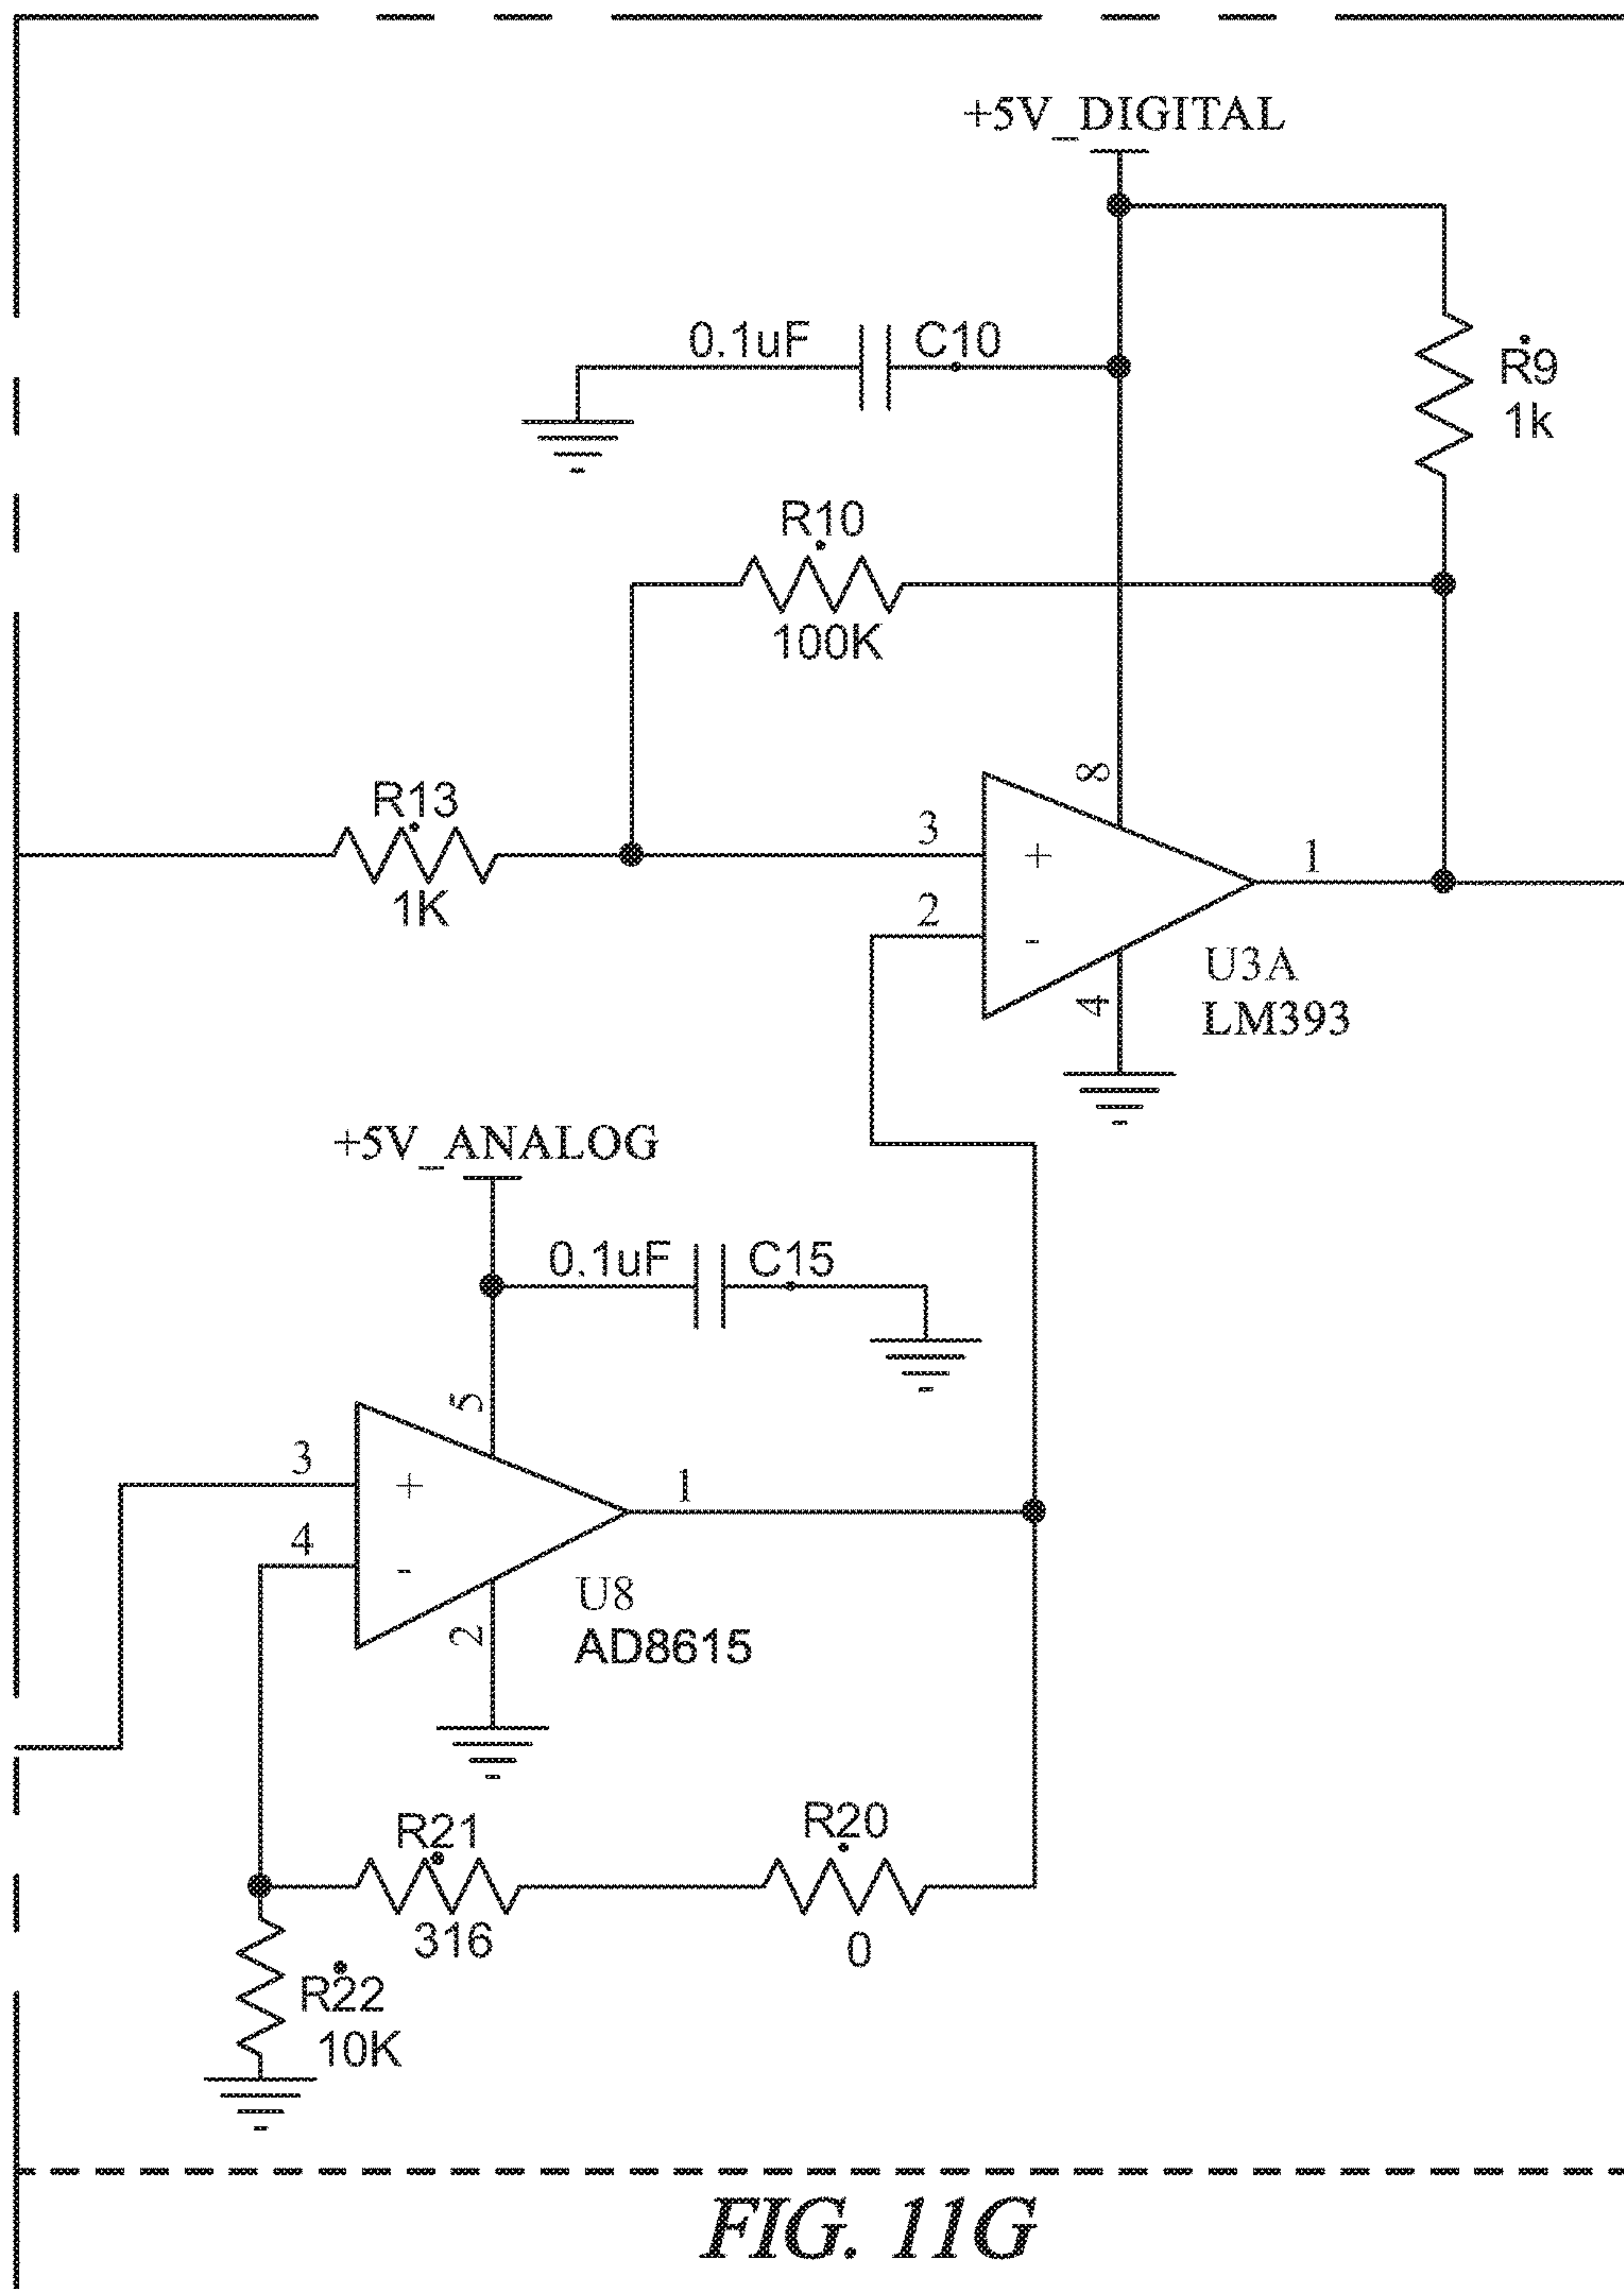 +5V_DIGITAL
0.1uF
C10
R9
1k
R10
100K
8
R13
1K
3
+
1
2
-
4
U3A
LM393
+5V_ANALOG
0.1uF
C15
5
3
+
1
4
-
2
U8
AD8615
R21
316
R20
0
R22
10K
FIG. 11G